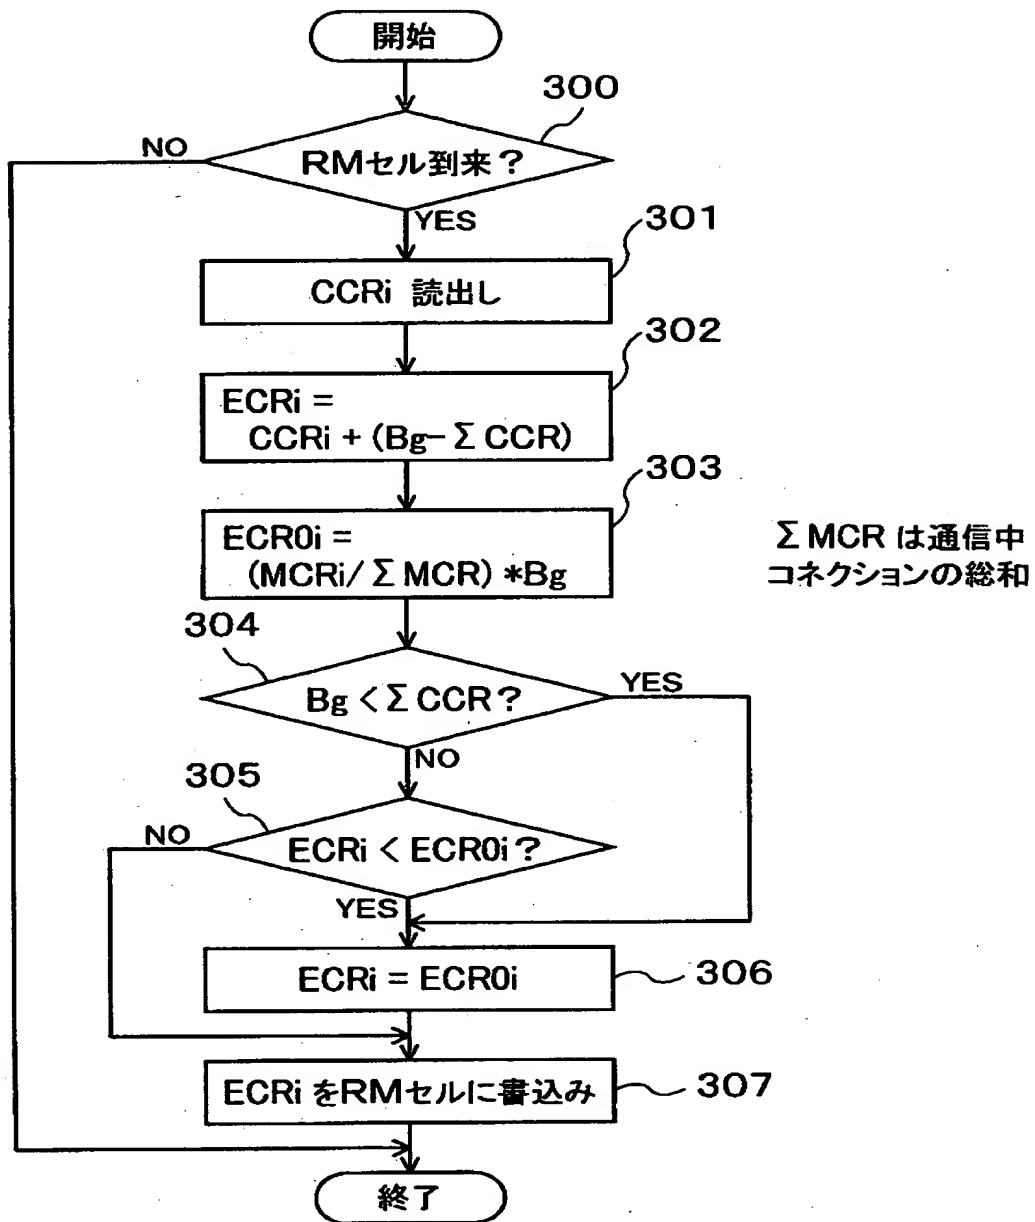 開始
300
NO
RMセル到来?
YES
301
CCRi 読出し
302
ECRi =
CCRi + (Bg- Σ CCR)
303
ECR0i =
(MCRi/ Σ MCR) *Bg
Σ MCR は通信中
コネクションの総和
304
Bg < Σ CCR?
YES
NO
305
NO
ECRi < ECR0i?
YES
ECRi = ECR0i
306
ECRi をRMセルに書込み
307
終了